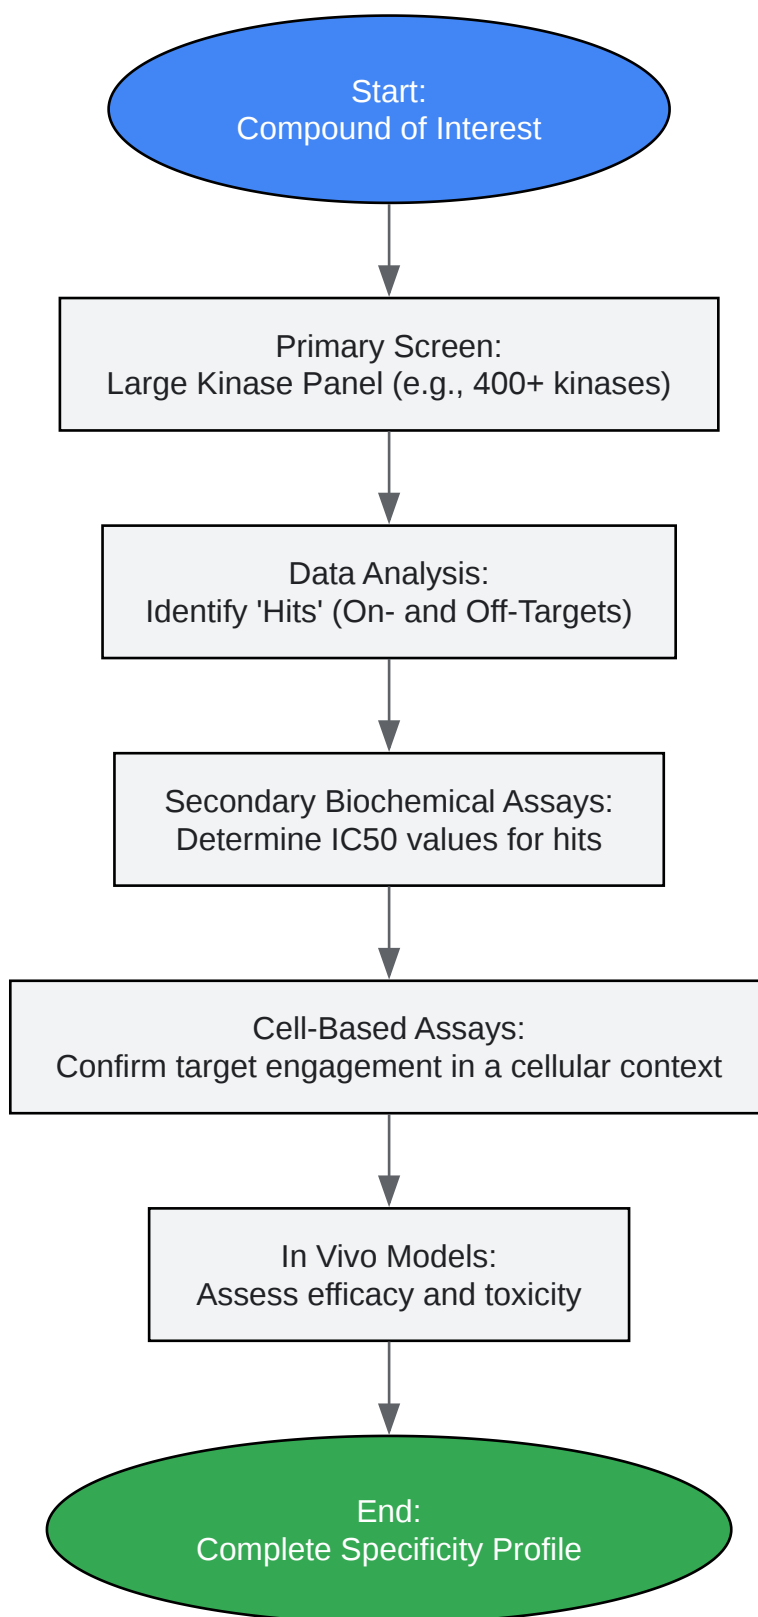 Start:
Compound of Interest
Primary Screen:
Large Kinase Panel (e.g., 400+ kinases)
Data Analysis:
Identify 'Hits' (On- and Off-Targets)
Secondary Biochemical Assays:
Determine IC50 values for hits
Cell-Based Assays:
Confirm target engagement in a cellular context
In Vivo Models:
Assess efficacy and toxicity
End:
Complete Specificity Profile